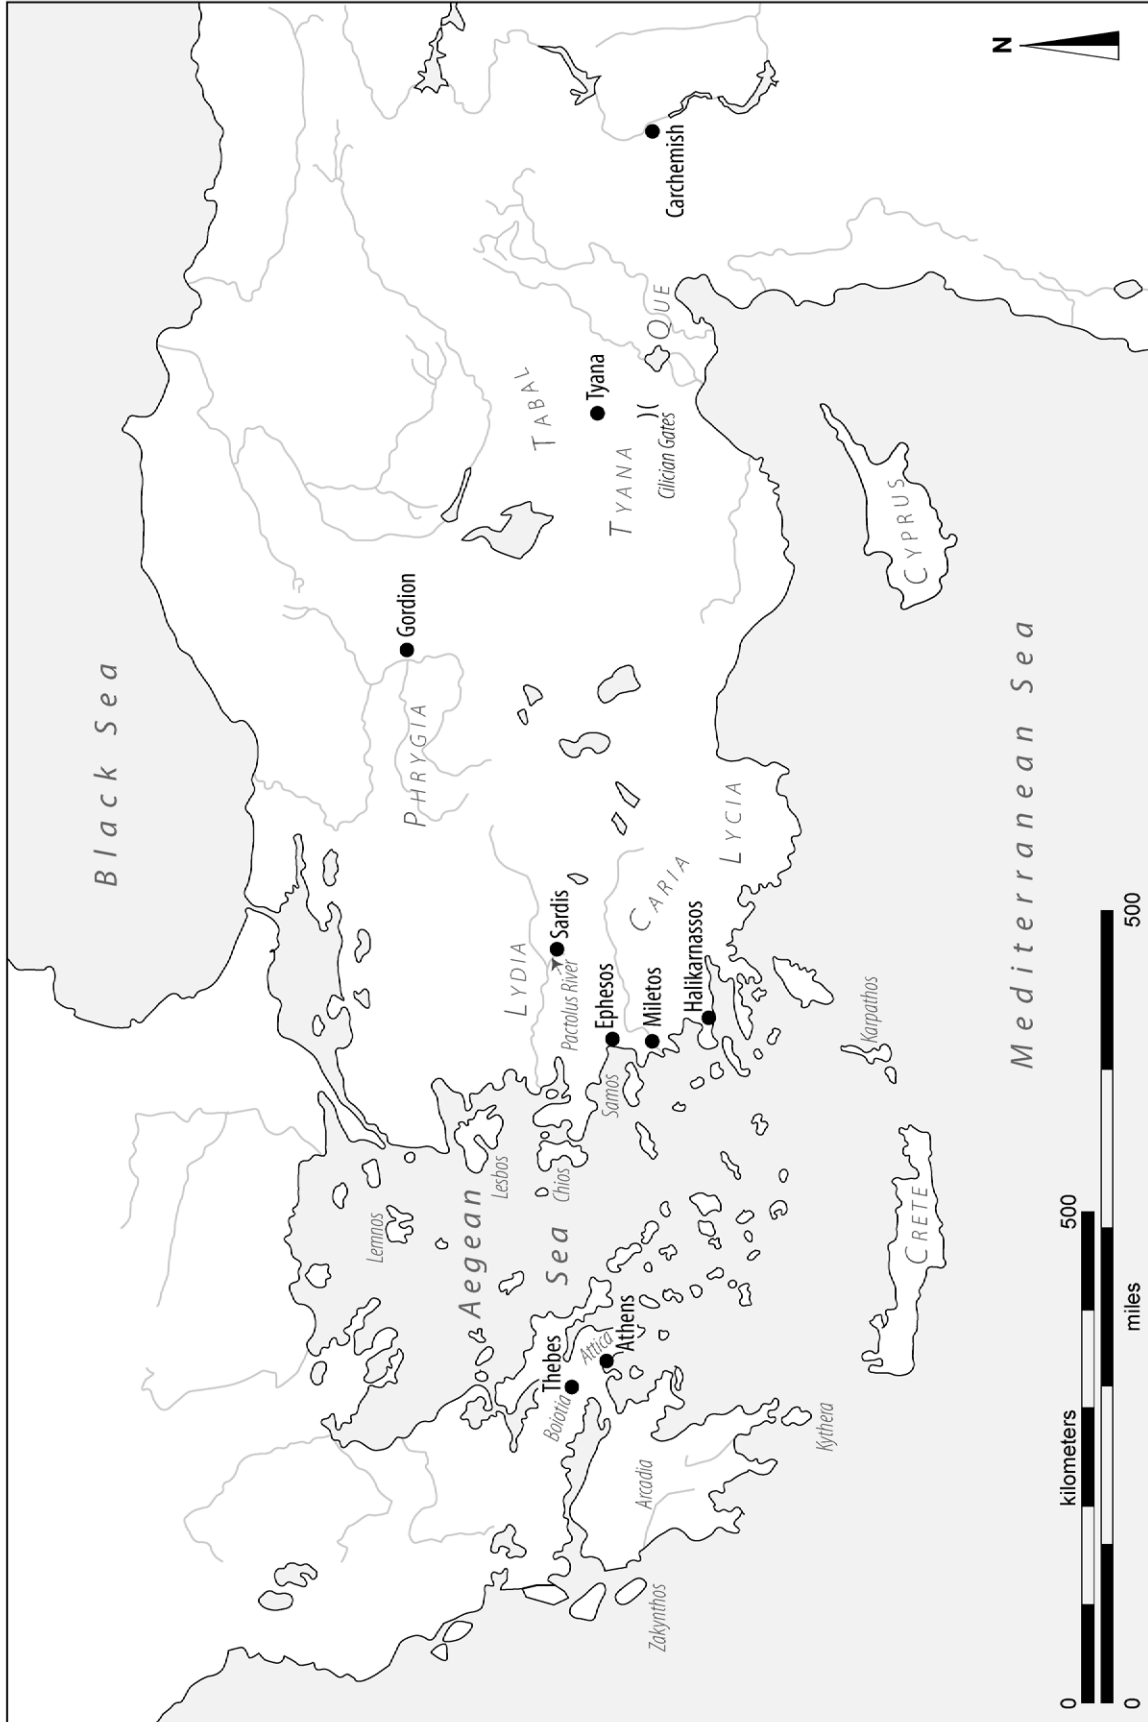 Black Sea
N
PHRYGIA
Gordion
TABAL
Tyana
TYANA
Cilician Gates
QUE
Carchemish
LYDIA
Sardis
Pactolus River
Ephesos
Miletos
CARIA
Halikarnassos
LYCIA
Lemnos
Lesbos
Aegean
Sea
Chios
Samos
Thebes
Boiotia
Attica
Athens
Arcadia
Zakynthos
Kythera
Karpathos
CRETE
CYPRUS
Mediterranean Sea
0
kilometers
500
0
miles
500